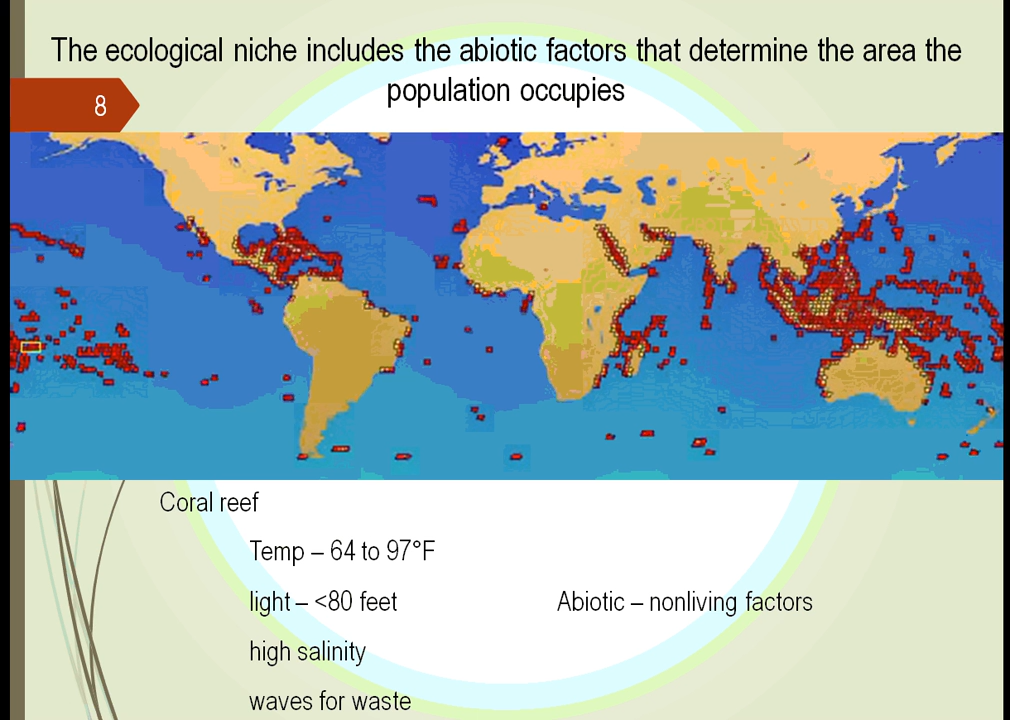 The ecological niche includes the abiotic factors that determine the area the
population occupies
8
Coral reef
Temp – 64 to 97°F
light – <80 feet
Abiotic – nonliving factors
high salinity
waves for waste